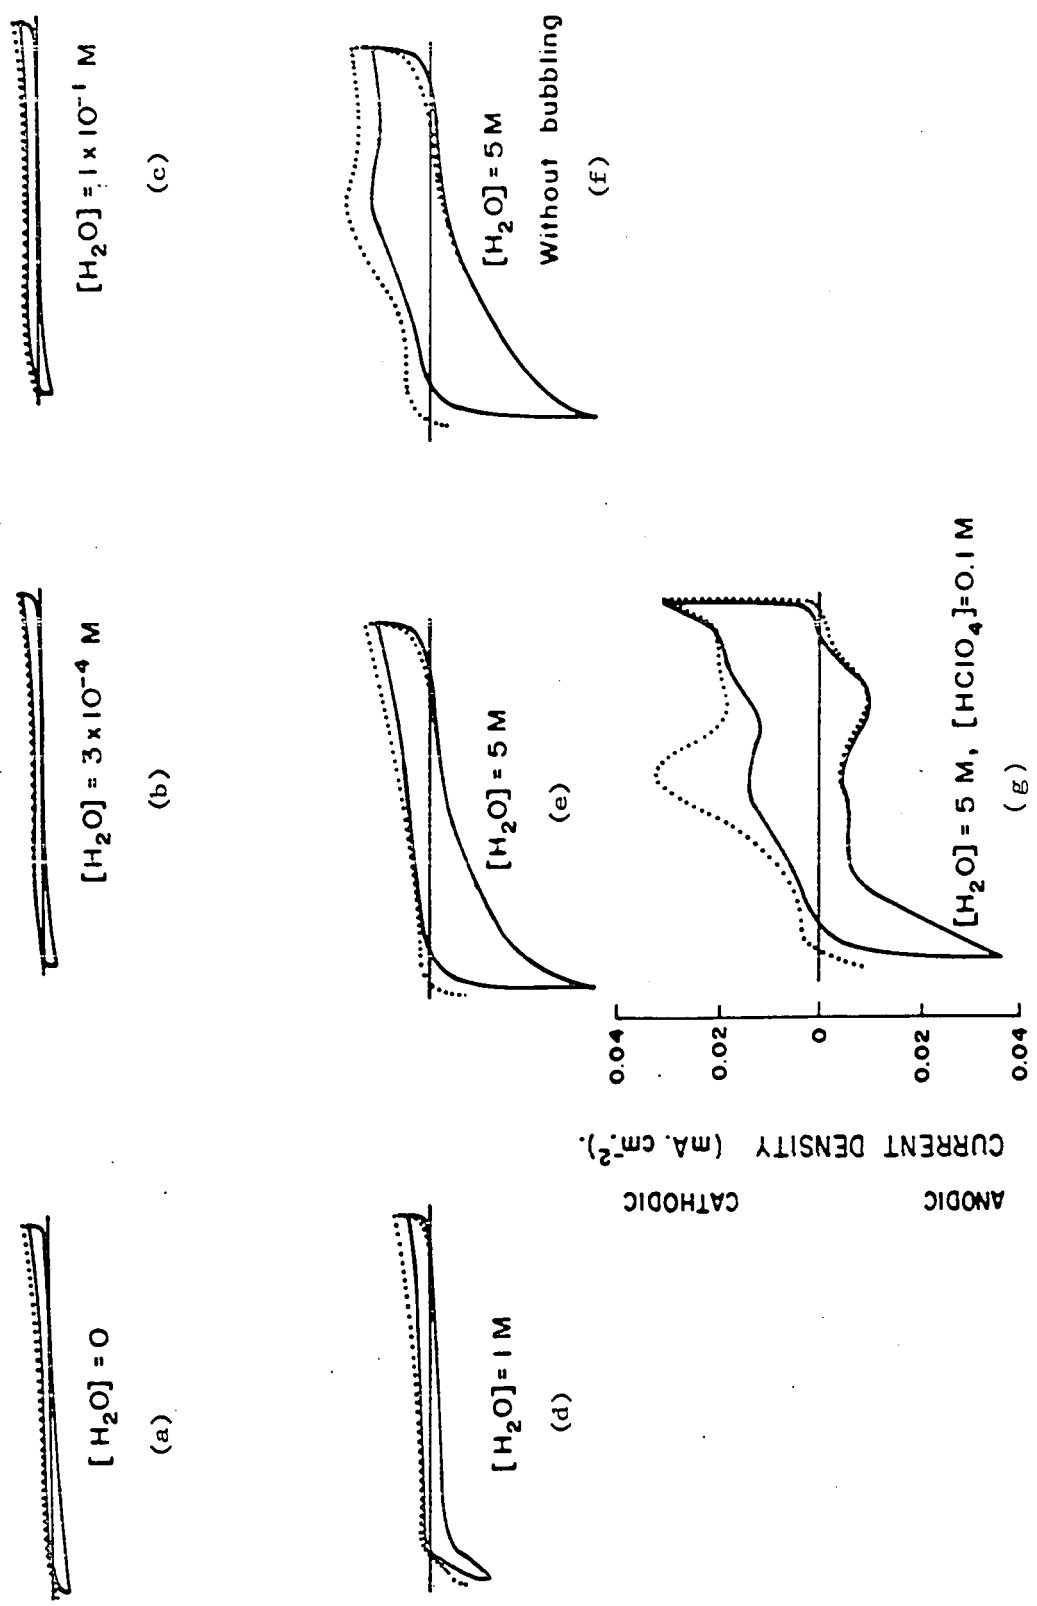 [H₂O] = 0
(a)
[H₂O] = 3 x 10⁻⁴ M
(b)
[H₂O] = 1 x 10⁻¹ M
(c)
[H₂O] = 1 M
(d)
[H₂O] = 5 M
(e)
[H₂O] = 5 M
Without bubbling
(f)
ANODIC CATHODIC
CURRENT DENSITY (mA. cm.⁻²).
0.04
0.02
0
0.02
0.04
[H₂O] = 5 M, [HClO₄]=0.1 M
(g)